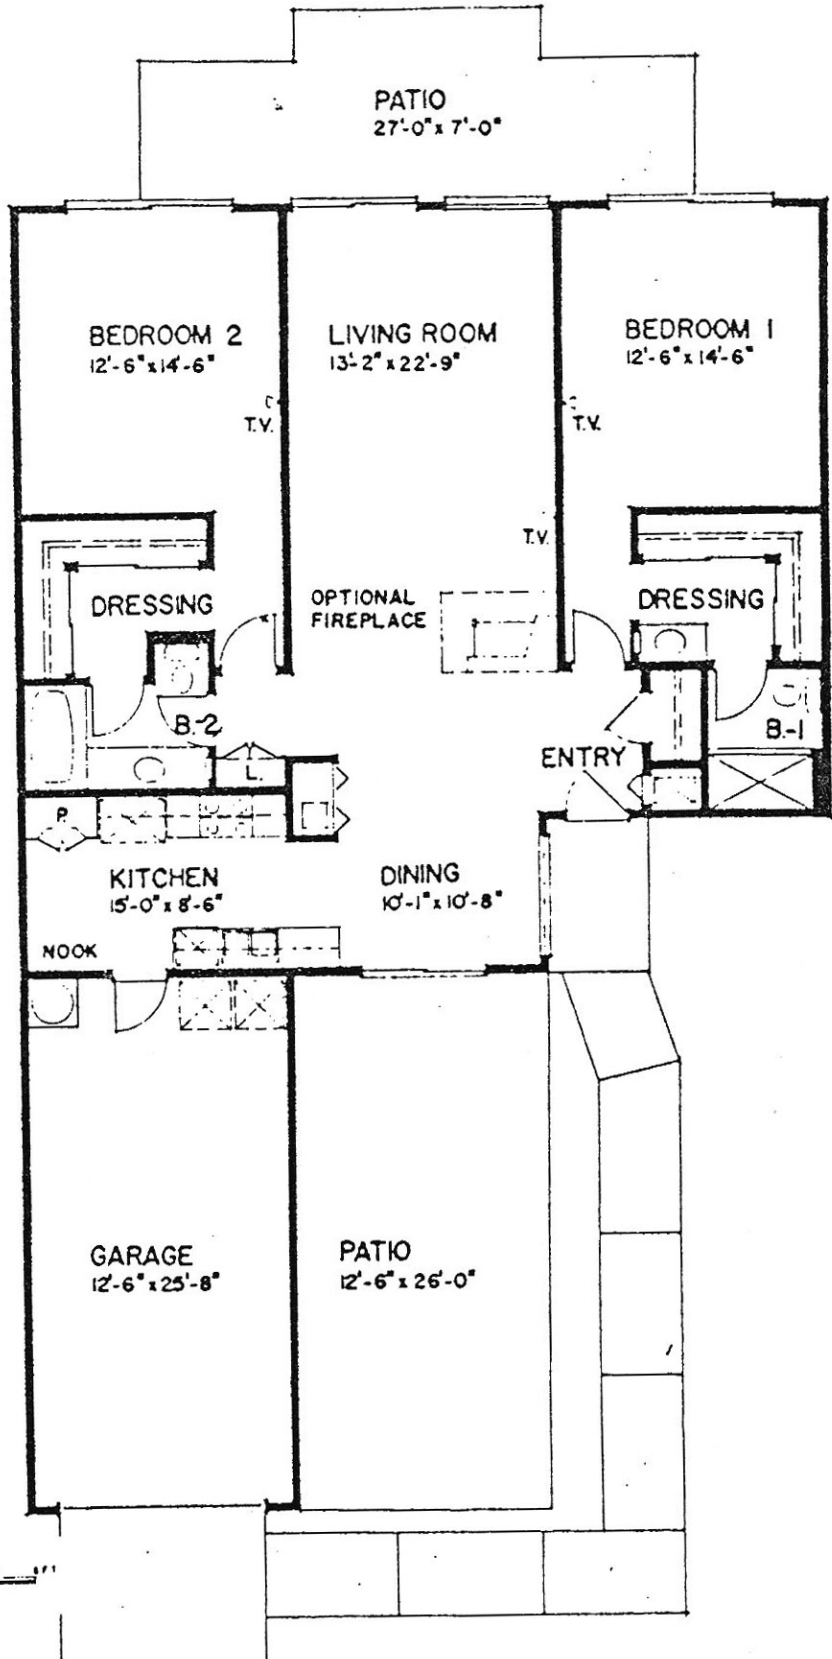 PATIO
27'-0" x 7'-0"
BEDROOM 2
12'-6" x 14'-6"
LIVING ROOM
13'-2" x 22'-9"
BEDROOM 1
12'-6" x 14'-6"
T.V.
T.V.
T.V.
DRESSING
OPTIONAL
FIREPLACE
DRESSING
B.-2
B.-1
ENTRY
L.
P.
KITCHEN
15'-0" x 8'-6"
DINING
10'-1" x 10'-8"
NOOK
GARAGE
12'-6" x 25'-8"
PATIO
12'-6" x 26'-0"